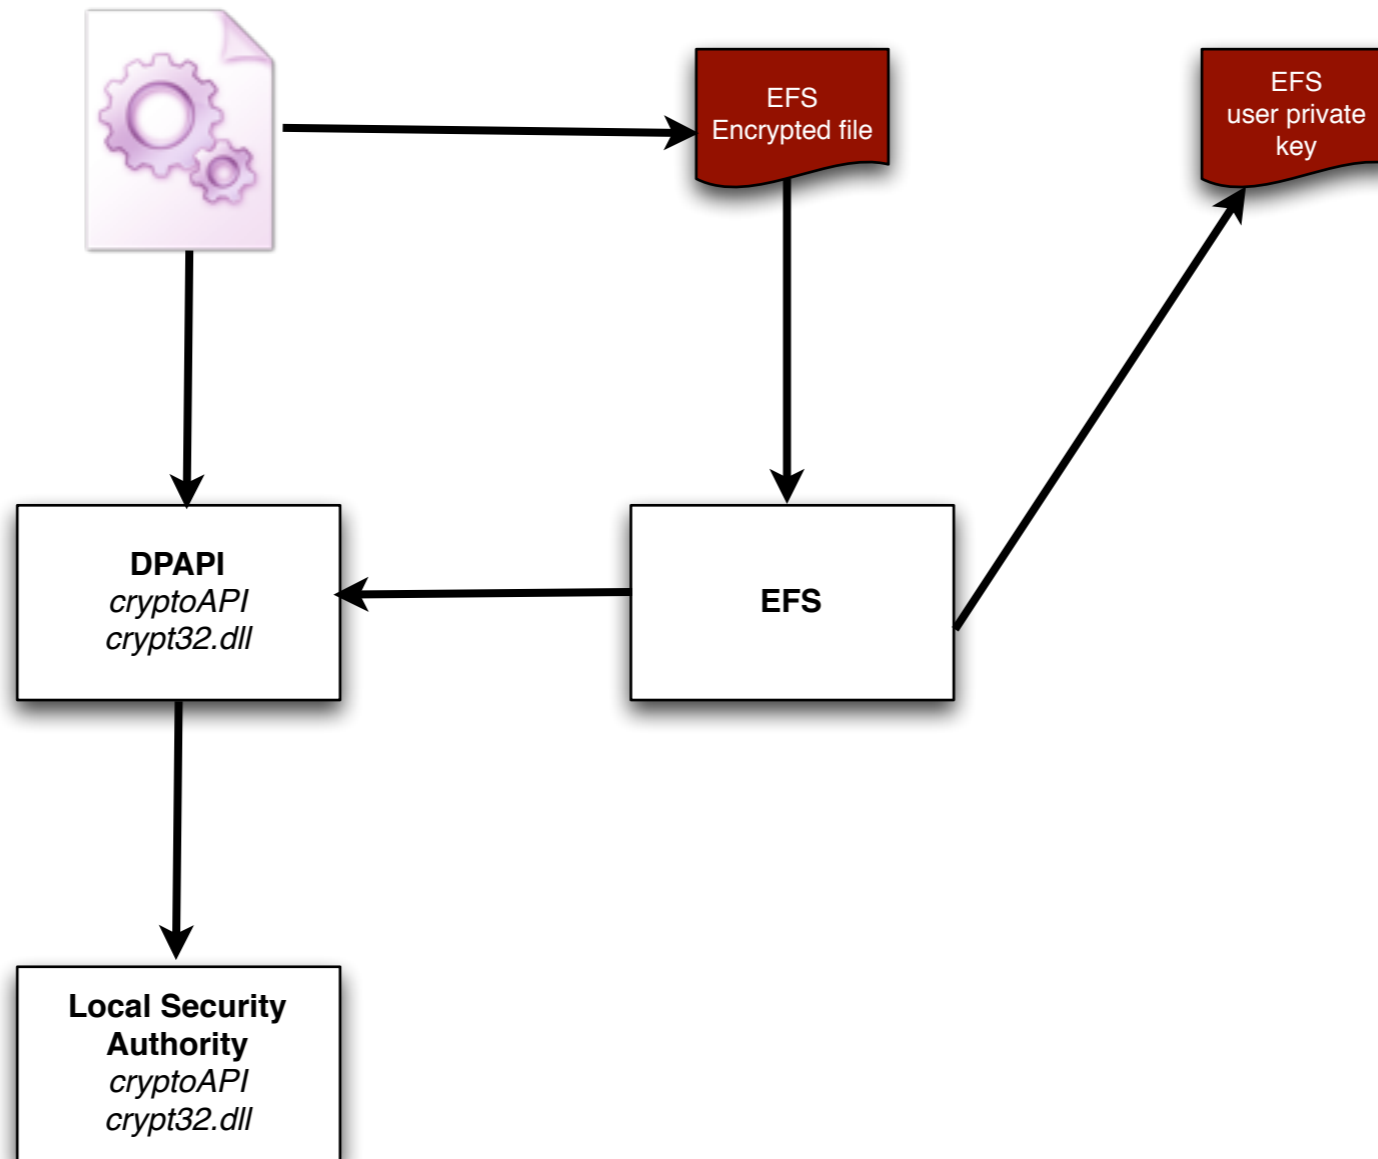 EFS
Encrypted file
EFS
user private
key
DPAPI
cryptoAPI
crypt32.dll
EFS
Local Security
Authority
cryptoAPI
crypt32.dll